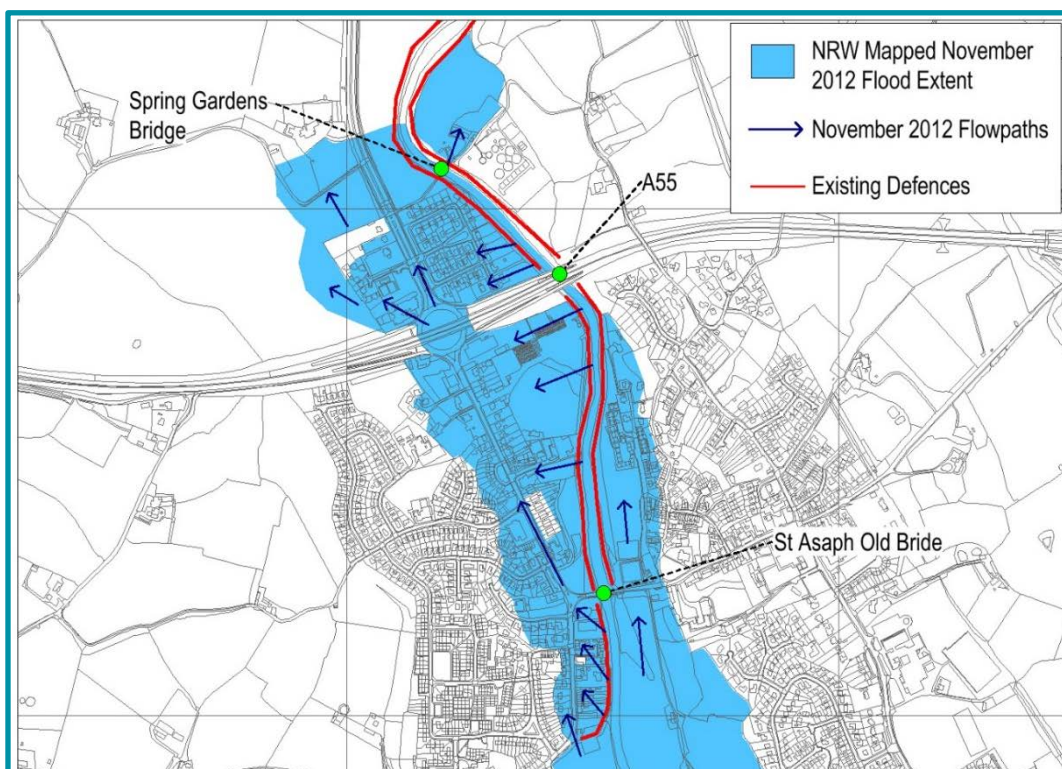 NRW Mapped November
2012 Flood Extent
November 2012 Flowpaths
Existing Defences
Spring Gardens
Bridge
A55
St Asaph Old Bride